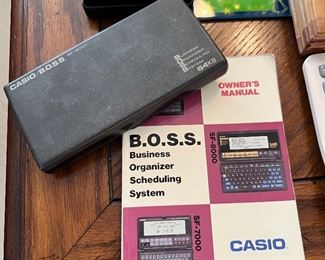 CASIO B.O.S.S.
64KB
OWNER'S
MANUAL
B.O.S.S.
Business
Organizer
Scheduling
System
SF-8000
SF-7000
CASIO